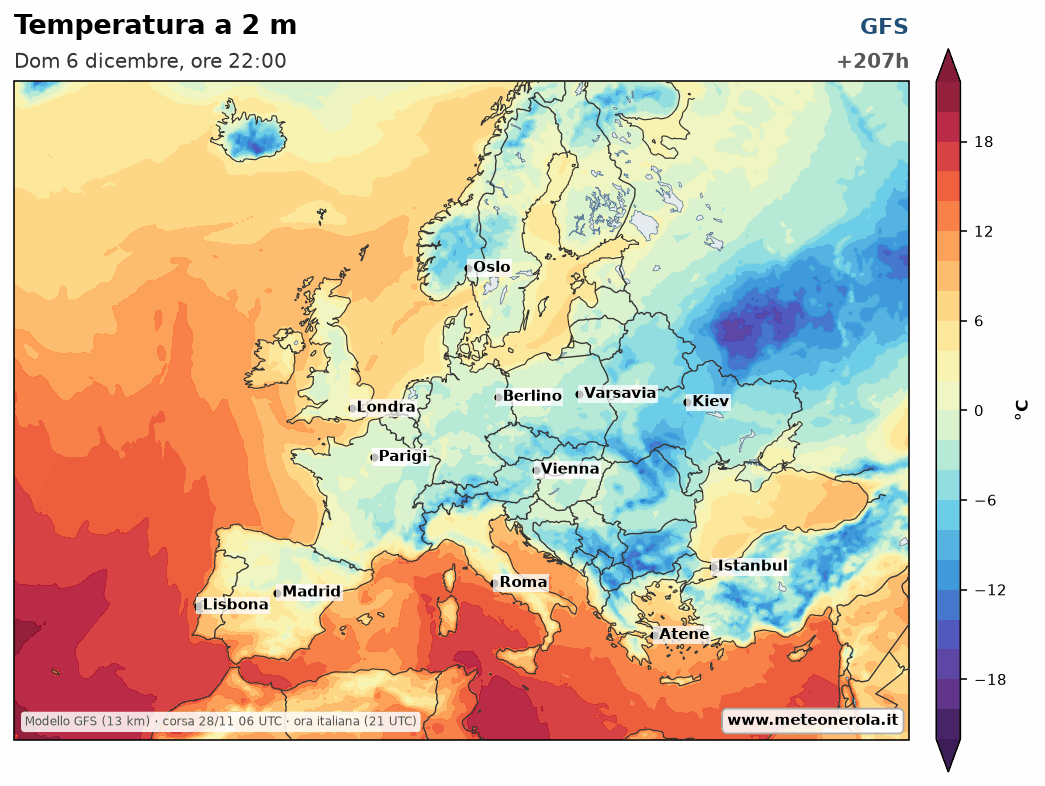 Temperatura a 2 m
GFS
Dom 6 dicembre, ore 22:00
+207h
18
12
6
0
−6
−12
−18
°C
Oslo
Londra
Berlino
Varsavia
Kiev
Parigi
Vienna
Istanbul
Roma
Madrid
Lisbona
Atene
Modello GFS (13 km) · corsa 28/11 06 UTC · ora italiana (21 UTC)
www.meteonerola.it